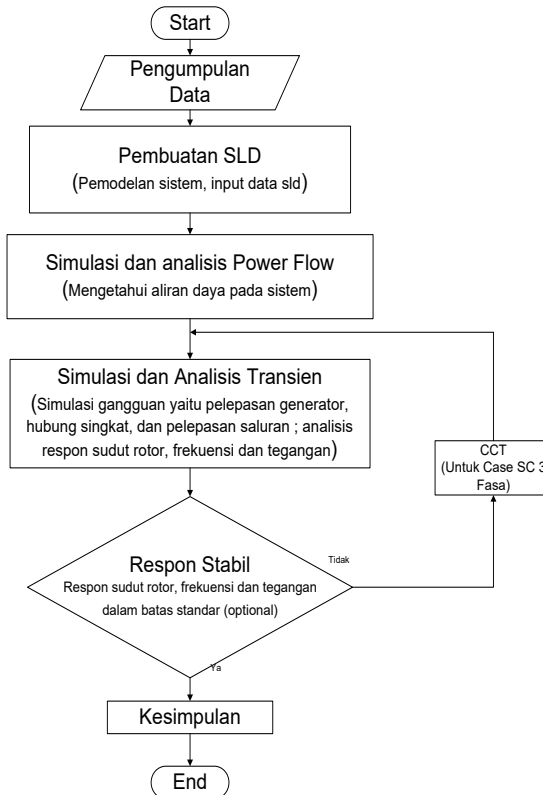 Start
Pengumpulan
Data
Pembuatan SLD
(Pemodelan sistem, input data sld)
Simulasi dan analisis Power Flow
(Mengetahui aliran daya pada sistem)
Simulasi dan Analisis Transien
(Simulasi gangguan yaitu pelepasan generator,
hubung singkat, dan pelepasan saluran ; analisis
respon sudut rotor, frekuensi dan tegangan)
CCT
(Untuk Case SC 3
Fasa)
Respon Stabil
Respon sudut rotor, frekuensi dan tegangan
dalam batas standar (optional)
Tidak
Ya
Kesimpulan
End